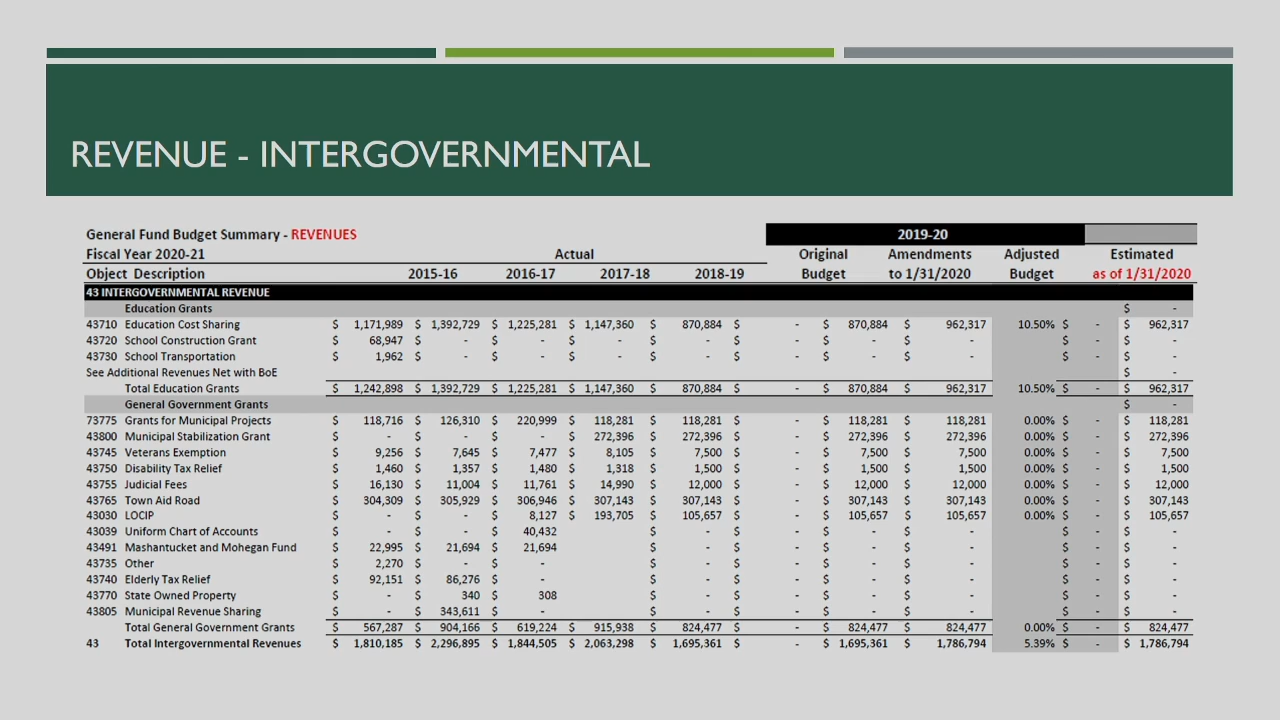 REVENUE - INTERGOVERNMENTAL
General Fund Budget Summary - REVENUES 2019-20
Fiscal Year 2020-21 Actual Original Amendments Adjusted Estimated
Object Description 2015-16 2016-17 2017-18 2018-19 Budget to 1/31/2020 Budget as of 1/31/2020
43 INTERGOVERNMENTAL REVENUE
Education Grants $ -
43710 Education Cost Sharing $ 1,171,989 $ 1,392,729 $ 1,225,281 $ 1,147,360 $ 870,884 $ - $ 870,884 $ 962,317 10.50% $ - $ 962,317
43720 School Construction Grant $ 68,947 $ - $ - $ - $ - $ - $ - $ - $ - $ -
43730 School Transportation $ 1,962 $ - $ - $ - $ - $ - $ - $ - $ - $ -
See Additional Revenues Net with BoE $ -
Total Education Grants $ 1,242,898 $ 1,392,729 $ 1,225,281 $ 1,147,360 $ 870,884 $ - $ 870,884 $ 962,317 10.50% $ - $ 962,317
General Government Grants $ -
73775 Grants for Municipal Projects $ 118,716 $ 126,310 $ 220,999 $ 118,281 $ 118,281 $ - $ 118,281 $ 118,281 0.00% $ - $ 118,281
43800 Municipal Stabilization Grant $ - $ - $ - $ 272,396 $ 272,396 $ - $ 272,396 $ 272,396 0.00% $ - $ 272,396
43745 Veterans Exemption $ 9,256 $ 7,645 $ 7,477 $ 8,105 $ 7,500 $ - $ 7,500 $ 7,500 0.00% $ - $ 7,500
43750 Disability Tax Relief $ 1,460 $ 1,357 $ 1,480 $ 1,318 $ 1,500 $ - $ 1,500 $ 1,500 0.00% $ - $ 1,500
43755 Judicial Fees $ 16,130 $ 11,004 $ 11,761 $ 14,990 $ 12,000 $ - $ 12,000 $ 12,000 0.00% $ - $ 12,000
43765 Town Aid Road $ 304,309 $ 305,929 $ 306,946 $ 307,143 $ 307,143 $ - $ 307,143 $ 307,143 0.00% $ - $ 307,143
43030 LOCIP $ - $ - $ 8,127 $ 193,705 $ 105,657 $ - $ 105,657 $ 105,657 0.00% $ - $ 105,657
43039 Uniform Chart of Accounts $ - $ - $ 40,432 $ - $ - $ - $ - $ - $ -
43491 Mashantucket and Mohegan Fund $ 22,995 $ 21,694 $ 21,694 $ - $ - $ - $ - $ - $ -
43735 Other $ 2,270 $ - $ - $ - $ - $ - $ - $ - $ -
43740 Elderly Tax Relief $ 92,151 $ 86,276 $ - $ - $ - $ - $ - $ - $ -
43770 State Owned Property $ - $ 340 $ 308 $ - $ - $ - $ - $ - $ -
43805 Municipal Revenue Sharing $ - $ 343,611 $ - $ - $ - $ - $ - $ - $ -
Total General Government Grants $ 567,287 $ 904,166 $ 619,224 $ 915,938 $ 824,477 $ - $ 824,477 $ 824,477 0.00% $ - $ 824,477
43 Total Intergovernmental Revenues $ 1,810,185 $ 2,296,895 $ 1,844,505 $ 2,063,298 $ 1,695,361 $ - $ 1,695,361 $ 1,786,794 5.39% $ - $ 1,786,794